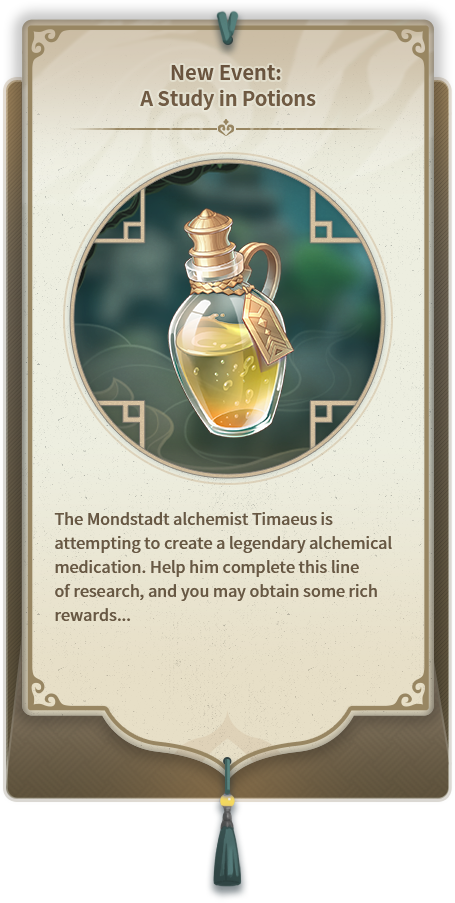 New Event:
A Study in Potions
The Mondstadt alchemist Timaeus is
attempting to create a legendary alchemical
medication. Help him complete this line
of research, and you may obtain some rich
rewards...